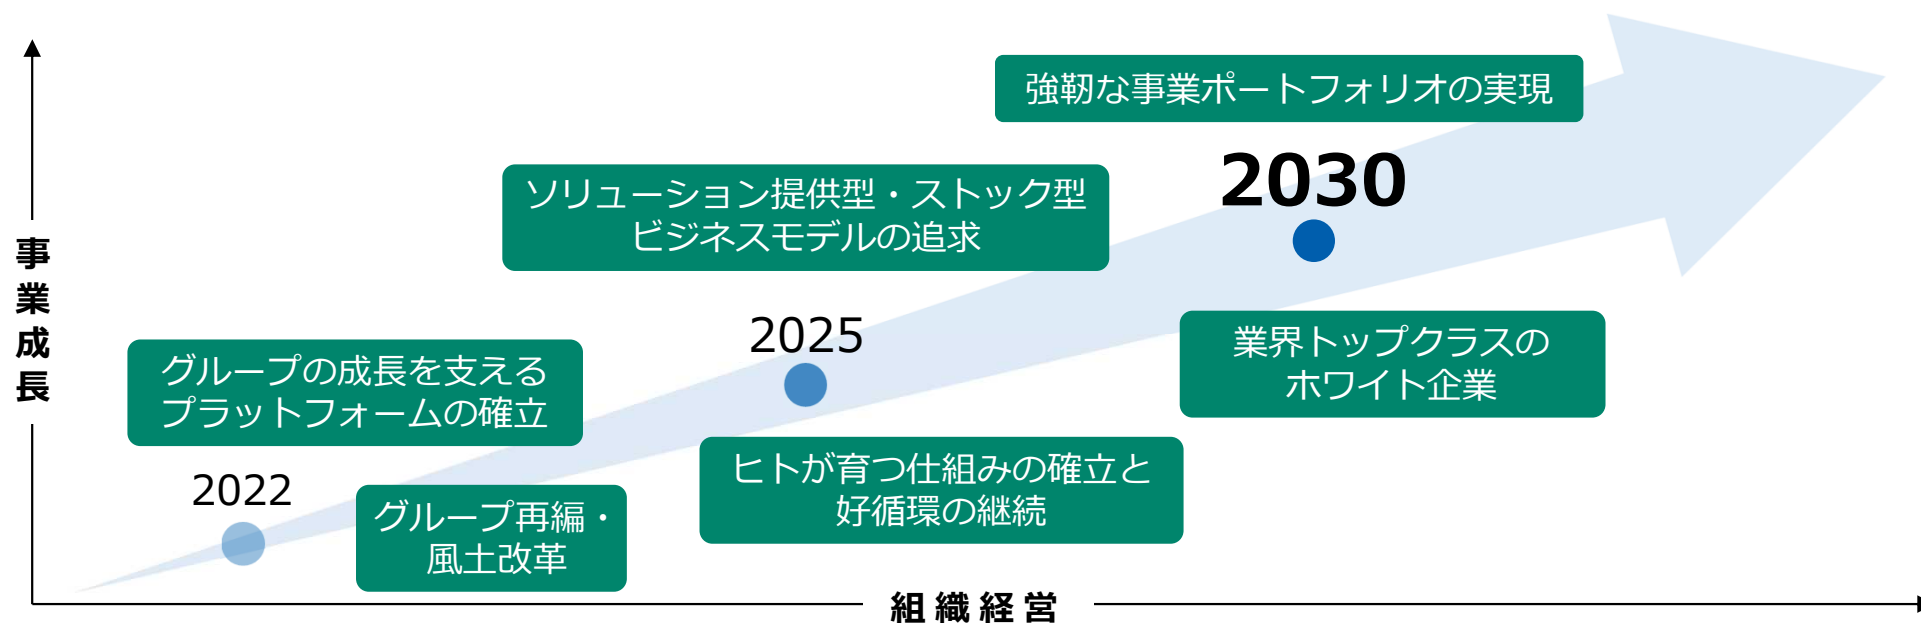 強靭な事業ポートフォリオの実現
2030
ソリューション提供型・ストック型
ビジネスモデルの追求
2025
業界トップクラスの
ホワイト企業
グループの成長を支える
プラットフォームの確立
2022
ヒトが育つ仕組みの確立と
好循環の継続
グループ再編・
風土改革
事業成長
組織経営